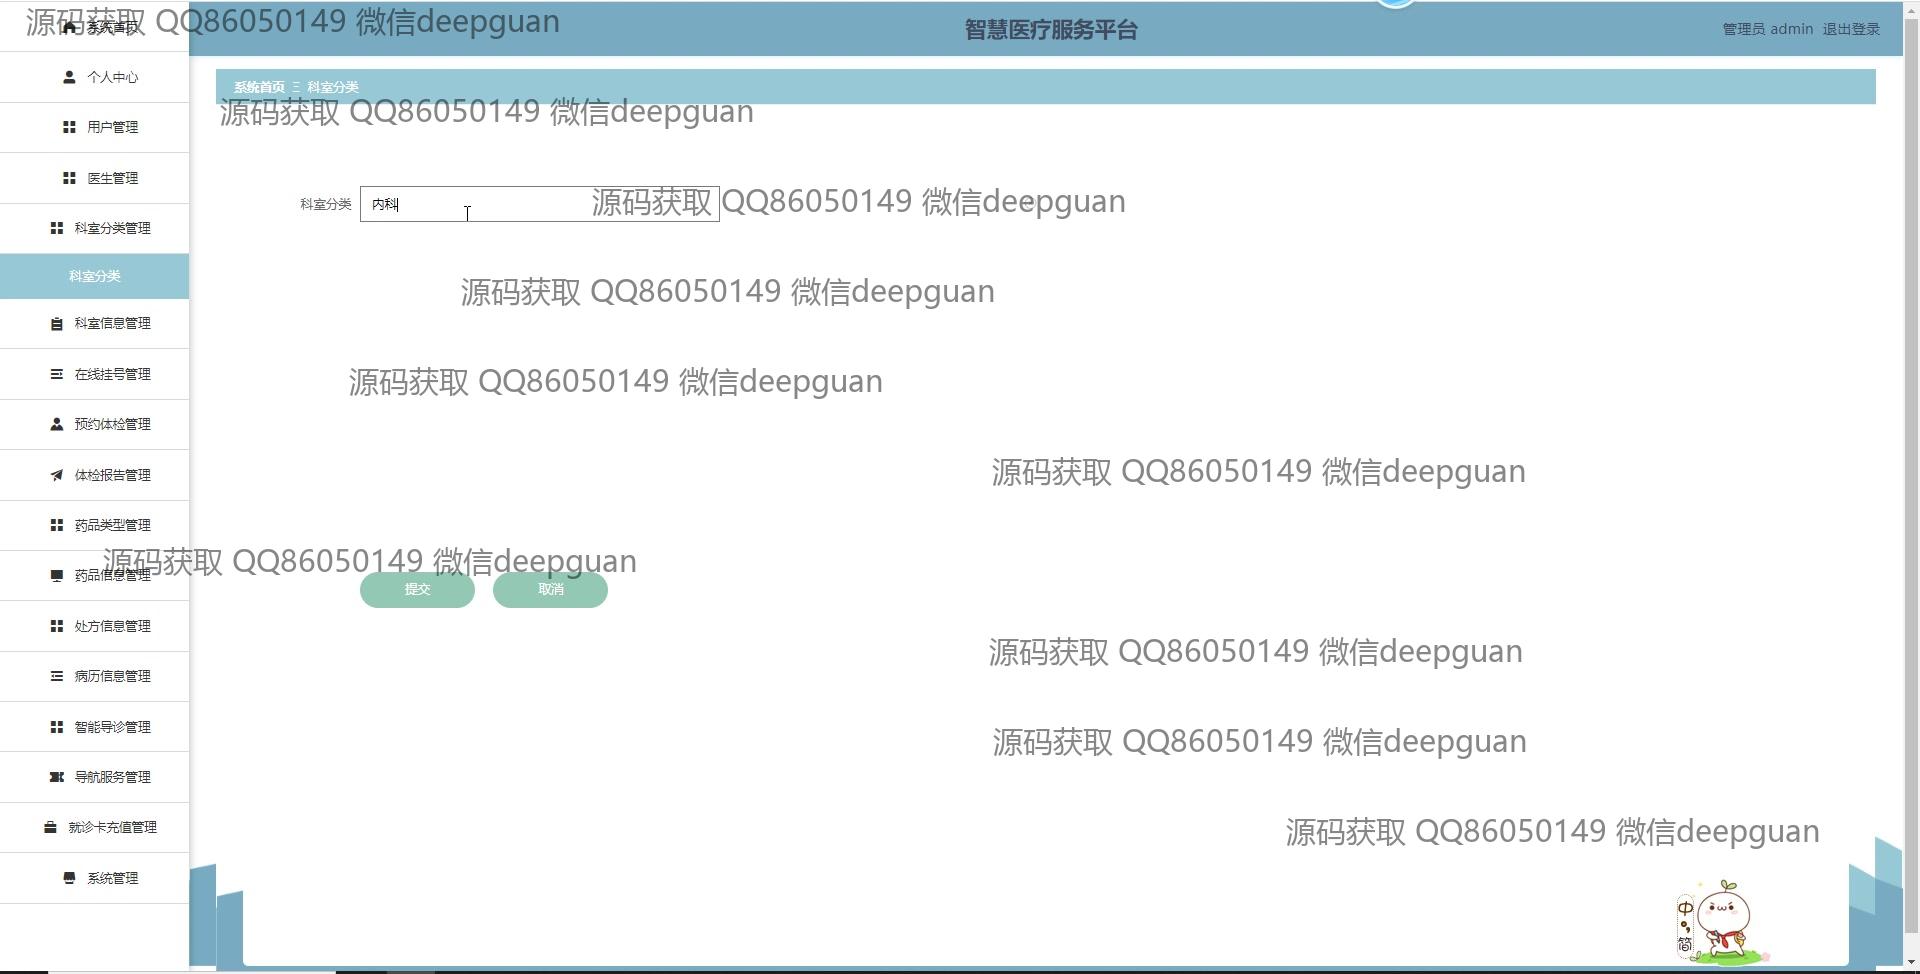 系统首页
源码获取 QQ86050149 微信deepguan
智慧医疗服务平台
管理员 admin 退出登录
个人中心
系统首页 Ξ 科室分类
源码获取 QQ86050149 微信deepguan
用户管理
医生管理
科室分类 内科
源码获取 QQ86050149 微信deepguan
科室分类管理
科室分类
源码获取 QQ86050149 微信deepguan
科室信息管理
在线挂号管理
源码获取 QQ86050149 微信deepguan
预约体检管理
体检报告管理
源码获取 QQ86050149 微信deepguan
药品类型管理
药品信息管理
源码获取 QQ86050149 微信deepguan
提交 取消
处方信息管理
源码获取 QQ86050149 微信deepguan
病历信息管理
智能导诊管理
源码获取 QQ86050149 微信deepguan
导航服务管理
就诊卡充值管理
源码获取 QQ86050149 微信deepguan
系统管理
中
简